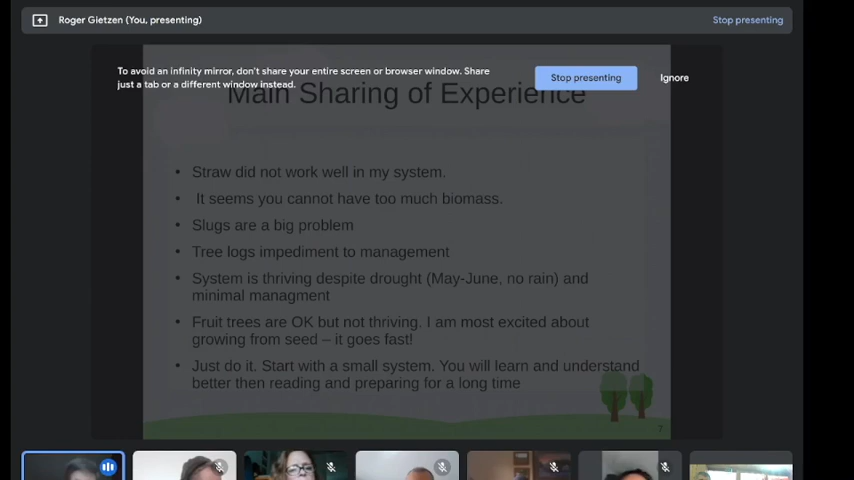 Roger Gietzen (You, presenting)
Stop presenting
To avoid an infinity mirror, don't share your entire screen or browser window. Share
just a tab or a different window instead.
Stop presenting
Ignore
Main Sharing of Experience
• Straw did not work well in my system.
• It seems you cannot have too much biomass.
• Slugs are a big problem
• Tree logs impediment to management
• System is thriving despite drought (May-June, no rain) and
minimal managment
• Fruit trees are OK but not thriving. I am most excited about
growing from seed – it goes fast!
• Just do it. Start with a small system. You will learn and understand
better then reading and preparing for a long time
7